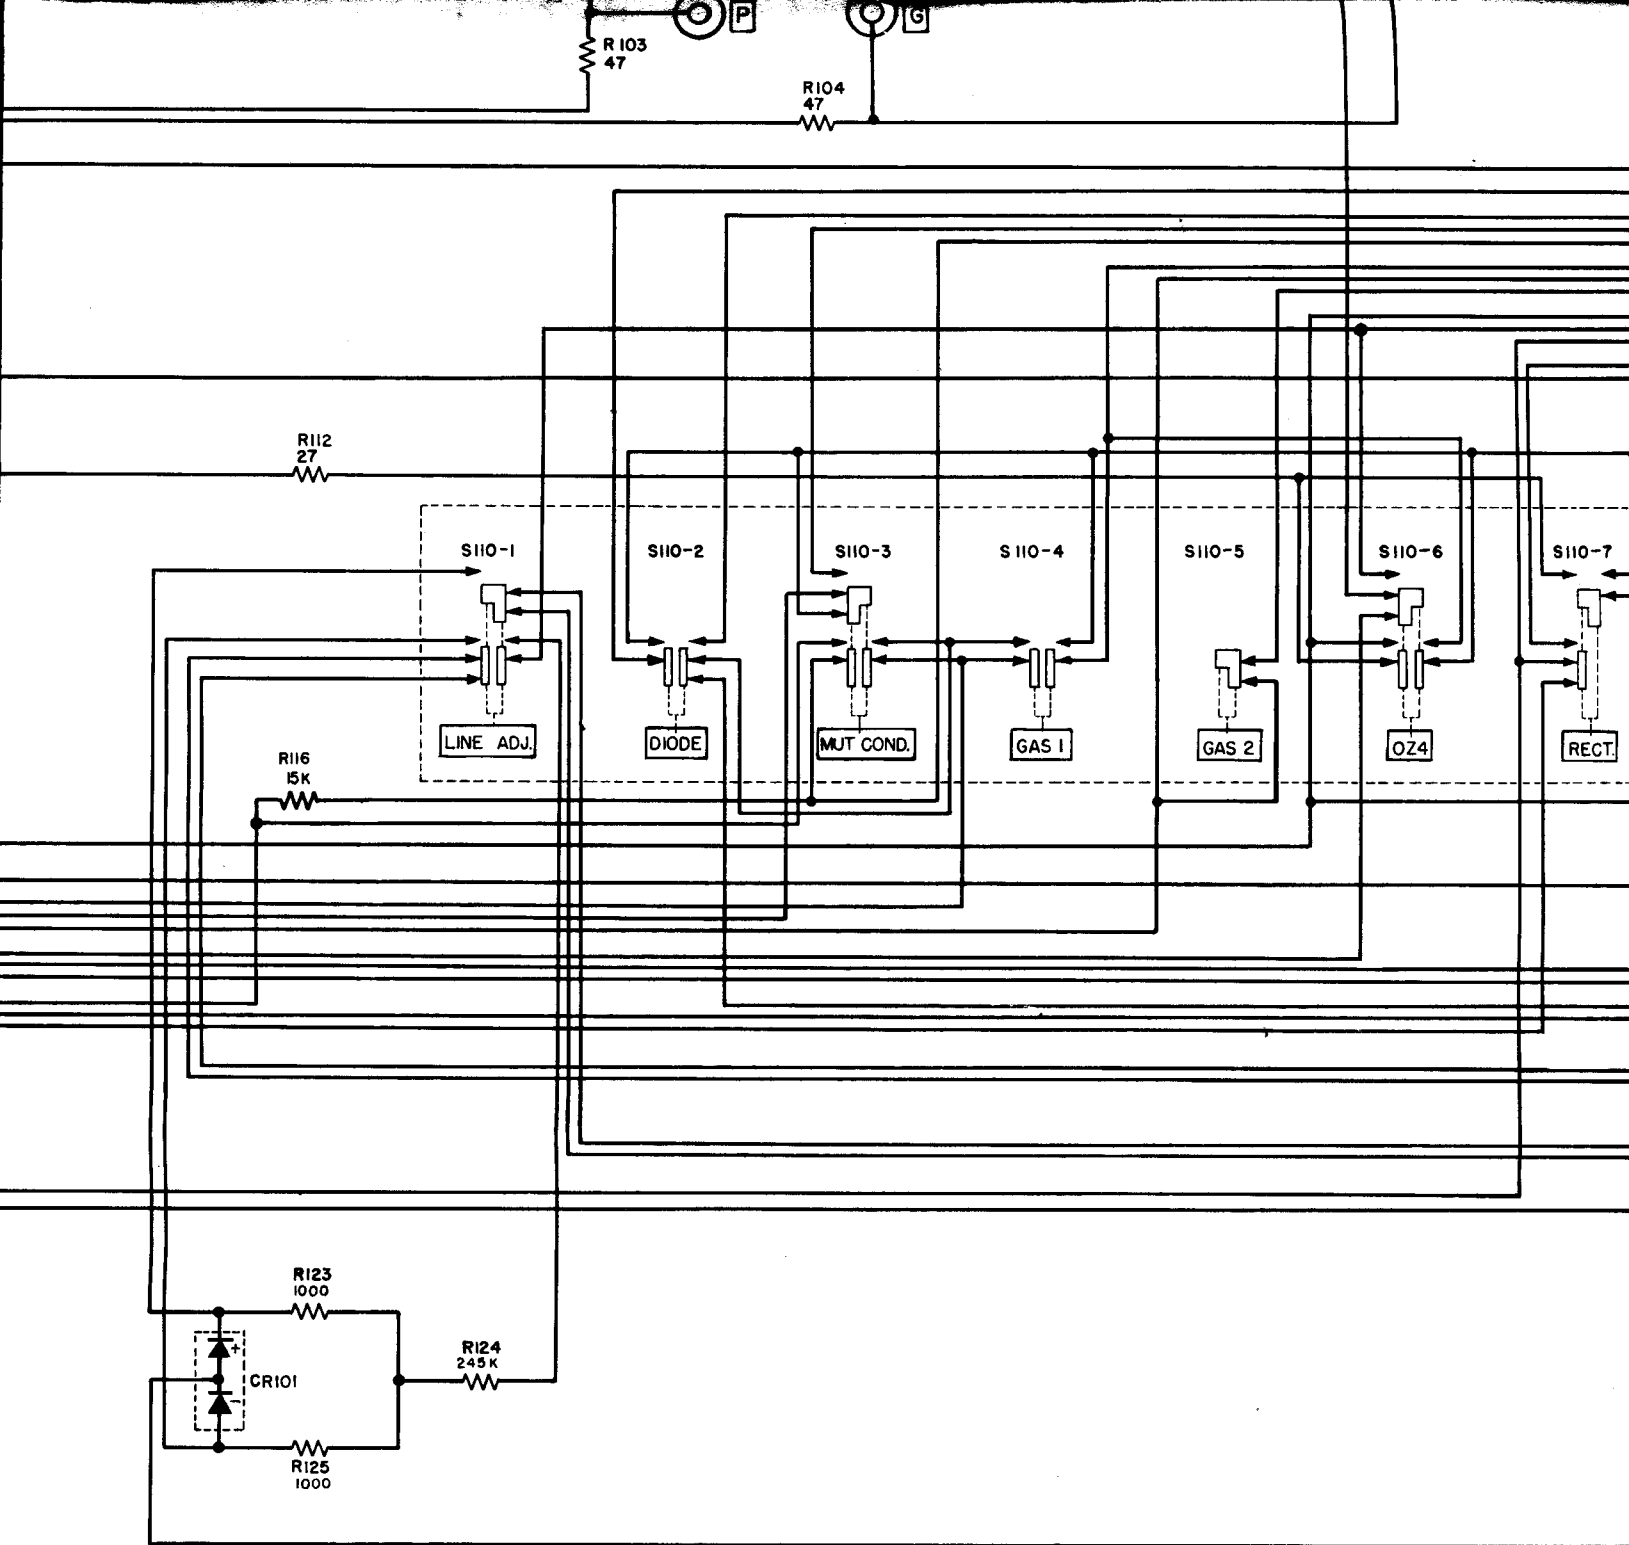 P
G
R103
47
R104
47
R112
27
S110-1
S110-2
S110-3
S110-4
S110-5
S110-6
S110-7
LINE ADJ.
DIODE
MUT COND.
GAS 1
GAS 2
OZ4
RECT.
R116
15K
R123
1000
+
R124
245K
CR101
-
R125
1000